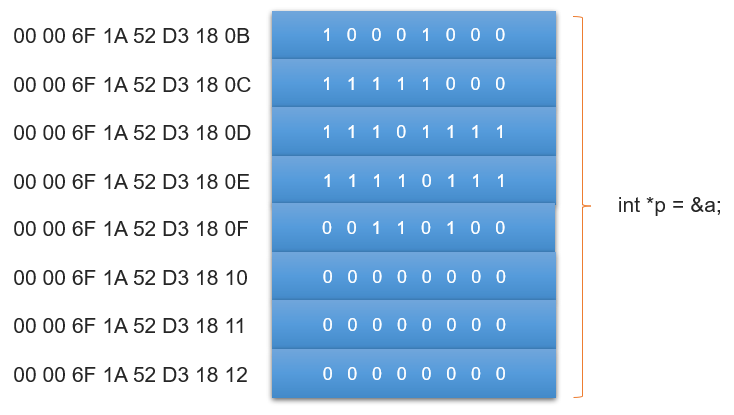 00 00 6F 1A 52 D3 18 0B 1 0 0 0 1 0 0 0
00 00 6F 1A 52 D3 18 0C 1 1 1 1 1 0 0 0
00 00 6F 1A 52 D3 18 0D 1 1 1 0 1 1 1 1
00 00 6F 1A 52 D3 18 0E 1 1 1 1 0 1 1 1
int *p = &a;
00 00 6F 1A 52 D3 18 0F 0 0 1 1 0 1 0 0
00 00 6F 1A 52 D3 18 10 0 0 0 0 0 0 0 0
00 00 6F 1A 52 D3 18 11 0 0 0 0 0 0 0 0
00 00 6F 1A 52 D3 18 12 0 0 0 0 0 0 0 0